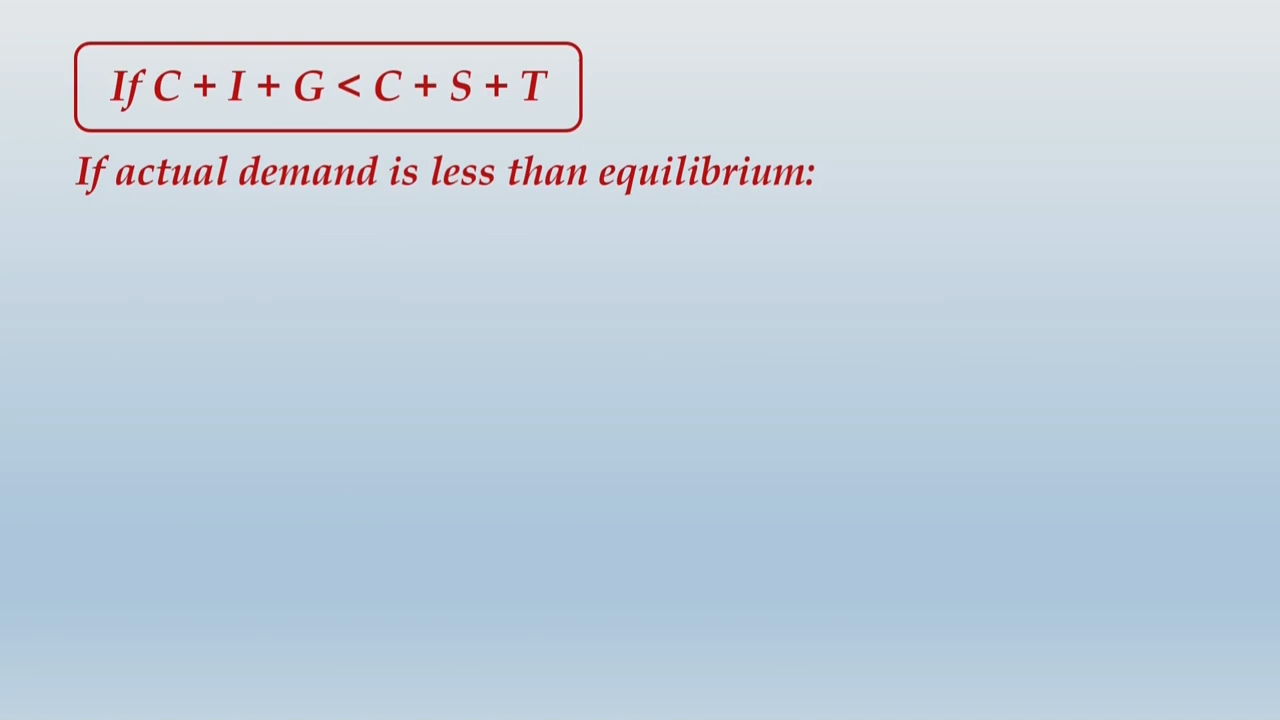 If C + I + G < C + S + T
If actual demand is less than equilibrium: